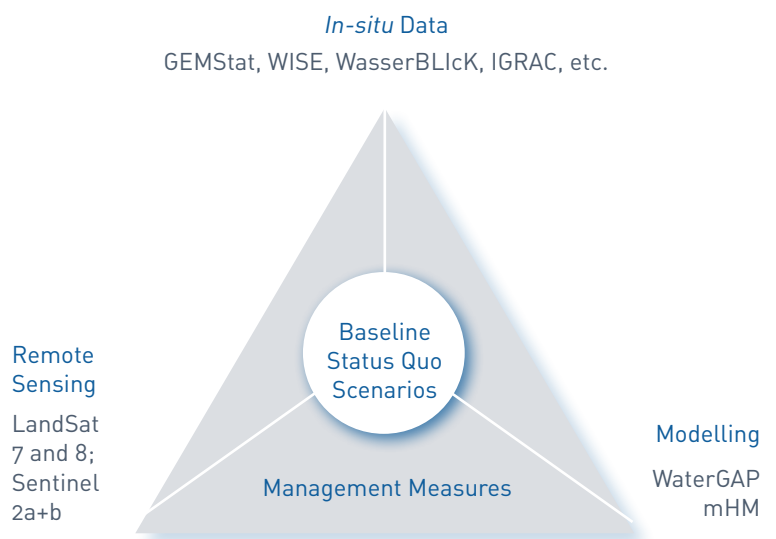 In-situ Data
GEMStat, WISE, WasserBLIcK, IGRAC, etc.
Baseline
Status Quo
Scenarios
Remote
Sensing
LandSat
7 and 8;
Sentinel
2a+b
Management Measures
Modelling
WaterGAP
mHM